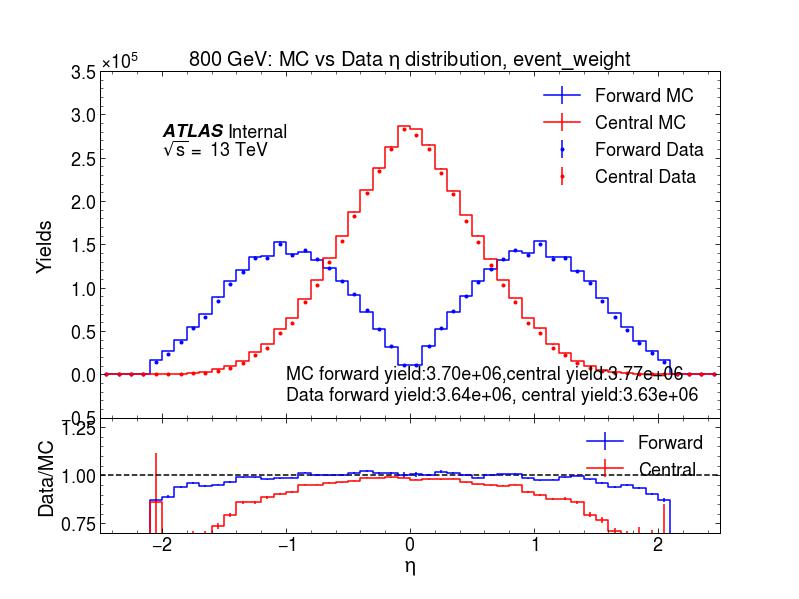 800 GeV: MC vs Data η distribution, event_weight
×10⁵
3.5
3.0
2.5
2.0
1.5
1.0
0.5
0.0
0.5
Yields
ATLAS Internal
√s = 13 TeV
Forward MC
Central MC
Forward Data
Central Data
MC forward yield:3.70e+06,central yield:3.77e+06
Data forward yield:3.64e+06, central yield:3.63e+06
1.25
1.00
0.75
Data/MC
Forward
Central
−2 −1 0 1 2
η